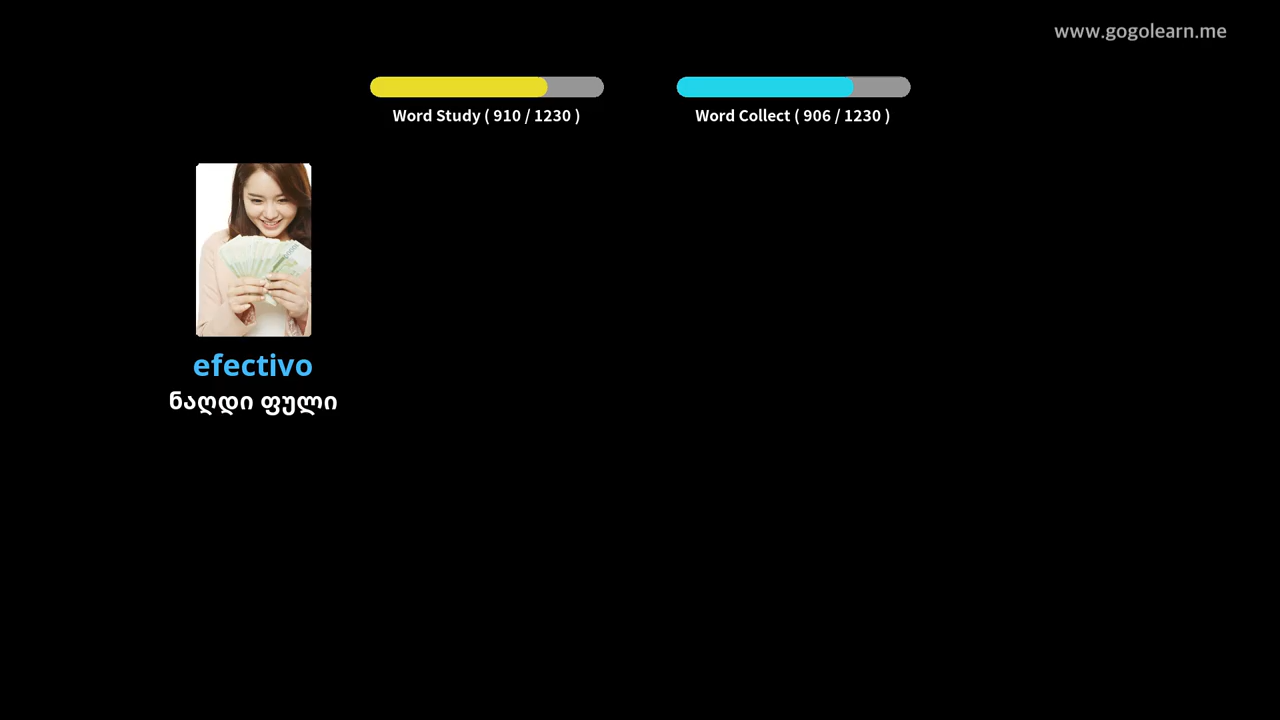 www.gogolearn.me
Word Study ( 910 / 1230 )
Word Collect ( 906 / 1230 )
efectivo
ნაღდი ფული